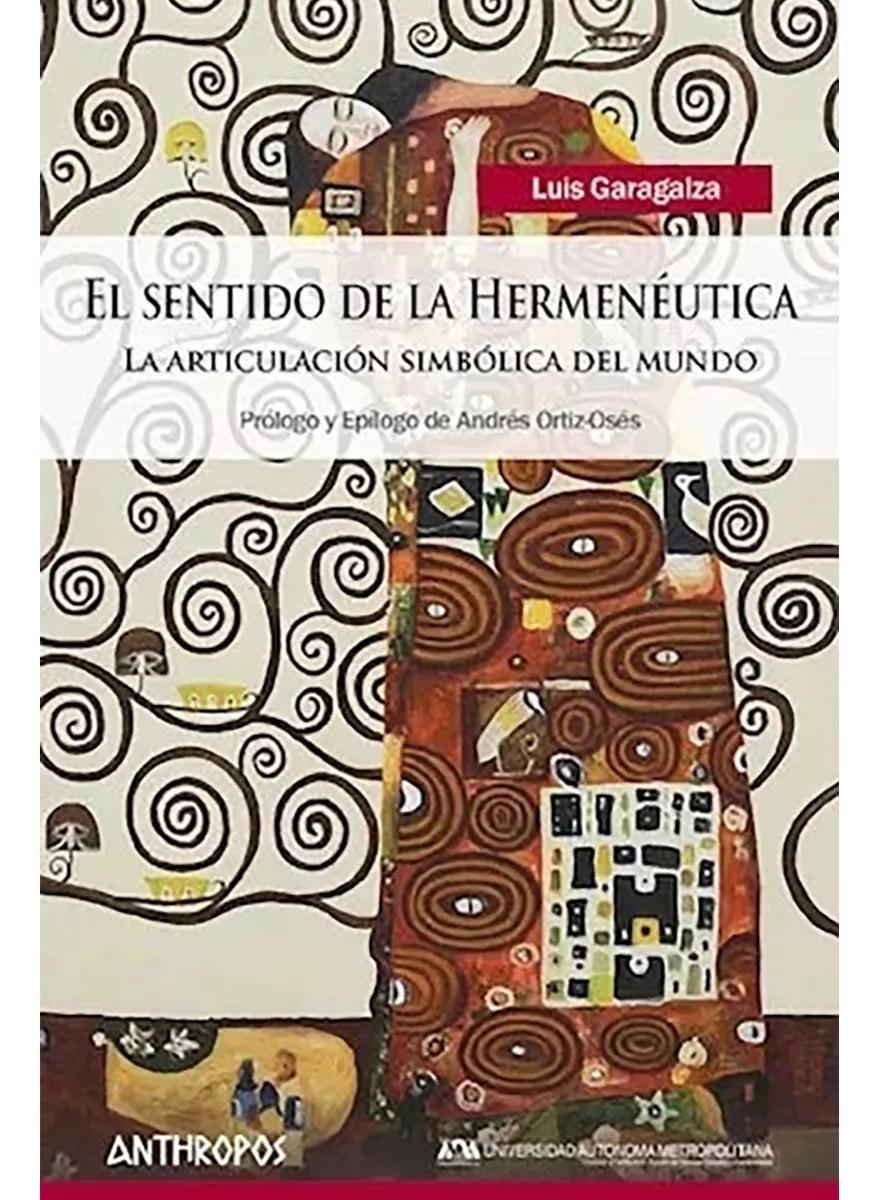 Luis Garagalza
EL SENTIDO DE LA HERMENÉUTICA
LA ARTICULACIÓN SIMBÓLICA DEL MUNDO
Prólogo y Epílogo de Andrés Ortiz-Osés
ANTHROPOS
UNIVERSIDAD AUTONOMA METROPOLITANA